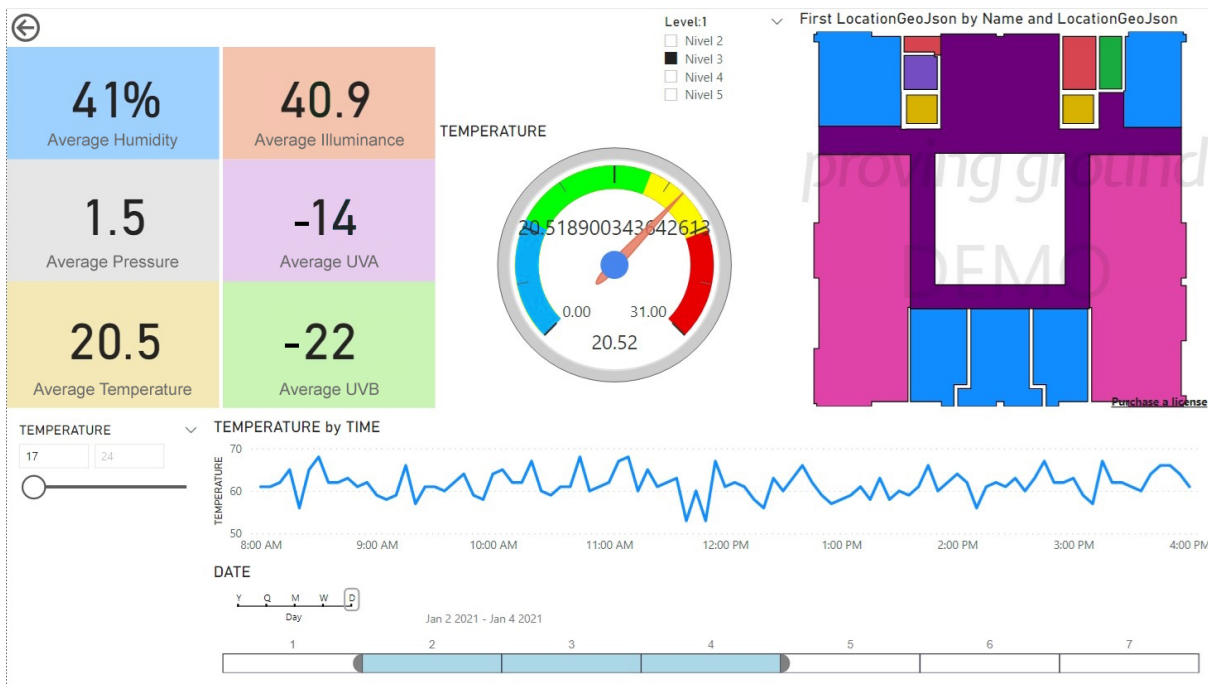 Level:1
Nivel 2
Nivel 3
Nivel 4
Nivel 5
First LocationGeoJson by Name and LocationGeoJson
41%
Average Humidity
40.9
Average Illuminance
1.5
Average Pressure
-14
Average UVA
20.5
Average Temperature
-22
Average UVB
TEMPERATURE
20.518900343642613
0.00
31.00
20.52
proving ground
DEMO
Purchase a license
TEMPERATURE
17
24
TEMPERATURE by TIME
TEMPERATURE
70
60
50
8:00 AM 9:00 AM 10:00 AM 11:00 AM 12:00 PM 1:00 PM 2:00 PM 3:00 PM 4:00 PM
DATE
Y Q M W D
Day
Jan 2 2021 - Jan 4 2021
1 2 3 4 5 6 7